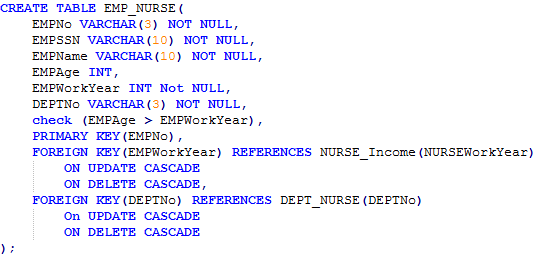 CREATE TABLE EMP_NURSE(
EMPNo VARCHAR(3) NOT NULL,
EMPSSN VARCHAR(10) NOT NULL,
EMPName VARCHAR(10) NOT NULL,
EMPAge INT,
EMPWorkYear INT Not NULL,
DEPTNo VARCHAR(3) NOT NULL,
check (EMPAge > EMPWorkYear),
PRIMARY KEY(EMPNo),
FOREIGN KEY(EMPWorkYear) REFERENCES NURSE_Income(NURSEWorkYear)
ON UPDATE CASCADE
ON DELETE CASCADE,
FOREIGN KEY(DEPTNo) REFERENCES DEPT_NURSE(DEPTNo)
On UPDATE CASCADE
ON DELETE CASCADE
);